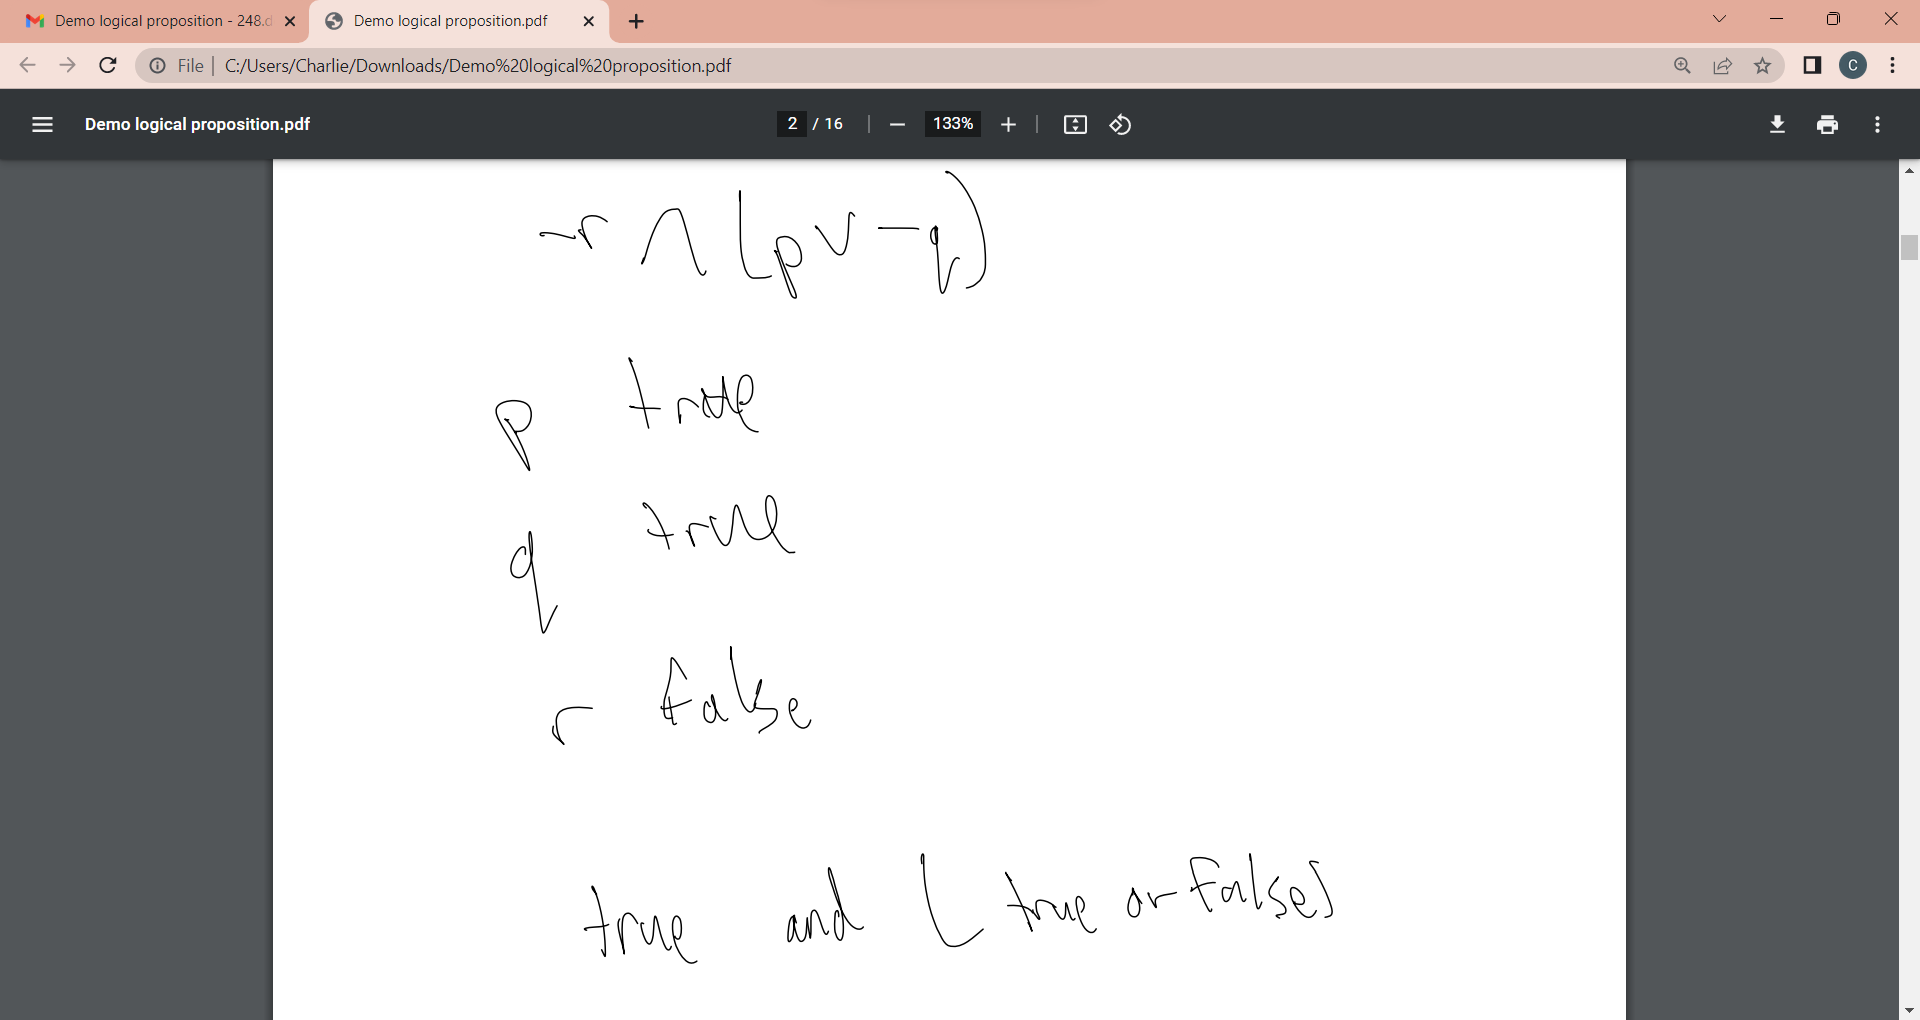 Demo logical proposition - 248.d
Demo logical proposition.pdf
File | C:/Users/Charlie/Downloads/Demo%20logical%20proposition.pdf
C
Demo logical proposition.pdf
2 / 16
133%
~r ∧ (p ∨ ~q)
p true
q true
r false
true and (true or False)